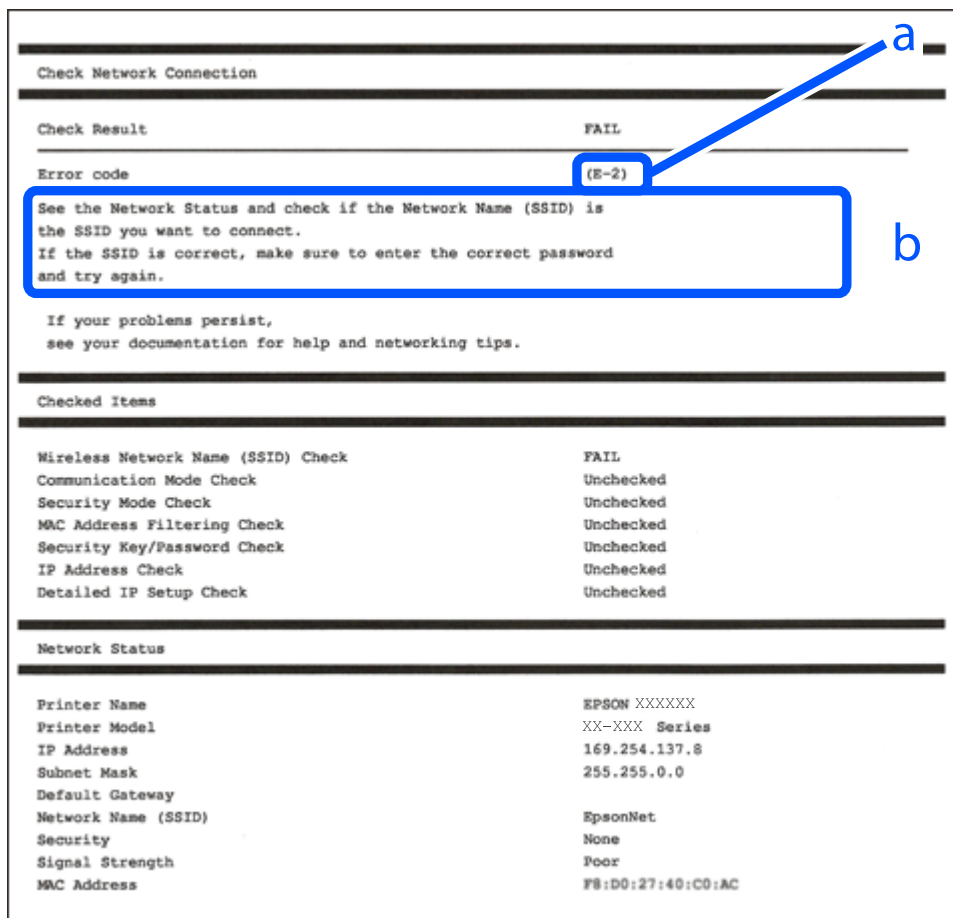 a
Check Network Connection
Check Result FAIL
Error code (E-2)
See the Network Status and check if the Network Name (SSID) is
the SSID you want to connect.
If the SSID is correct, make sure to enter the correct password
and try again.
b
If your problems persist,
see your documentation for help and networking tips.
Checked Items
Wireless Network Name (SSID) Check FAIL
Communication Mode Check Unchecked
Security Mode Check Unchecked
MAC Address Filtering Check Unchecked
Security Key/Password Check Unchecked
IP Address Check Unchecked
Detailed IP Setup Check Unchecked
Network Status
Printer Name EPSON XXXXXX
Printer Model XX-XXX Series
IP Address 169.254.137.8
Subnet Mask 255.255.0.0
Default Gateway
Network Name (SSID) EpsonNet
Security None
Signal Strength Poor
MAC Address F8:D0:27:40:C0:AC